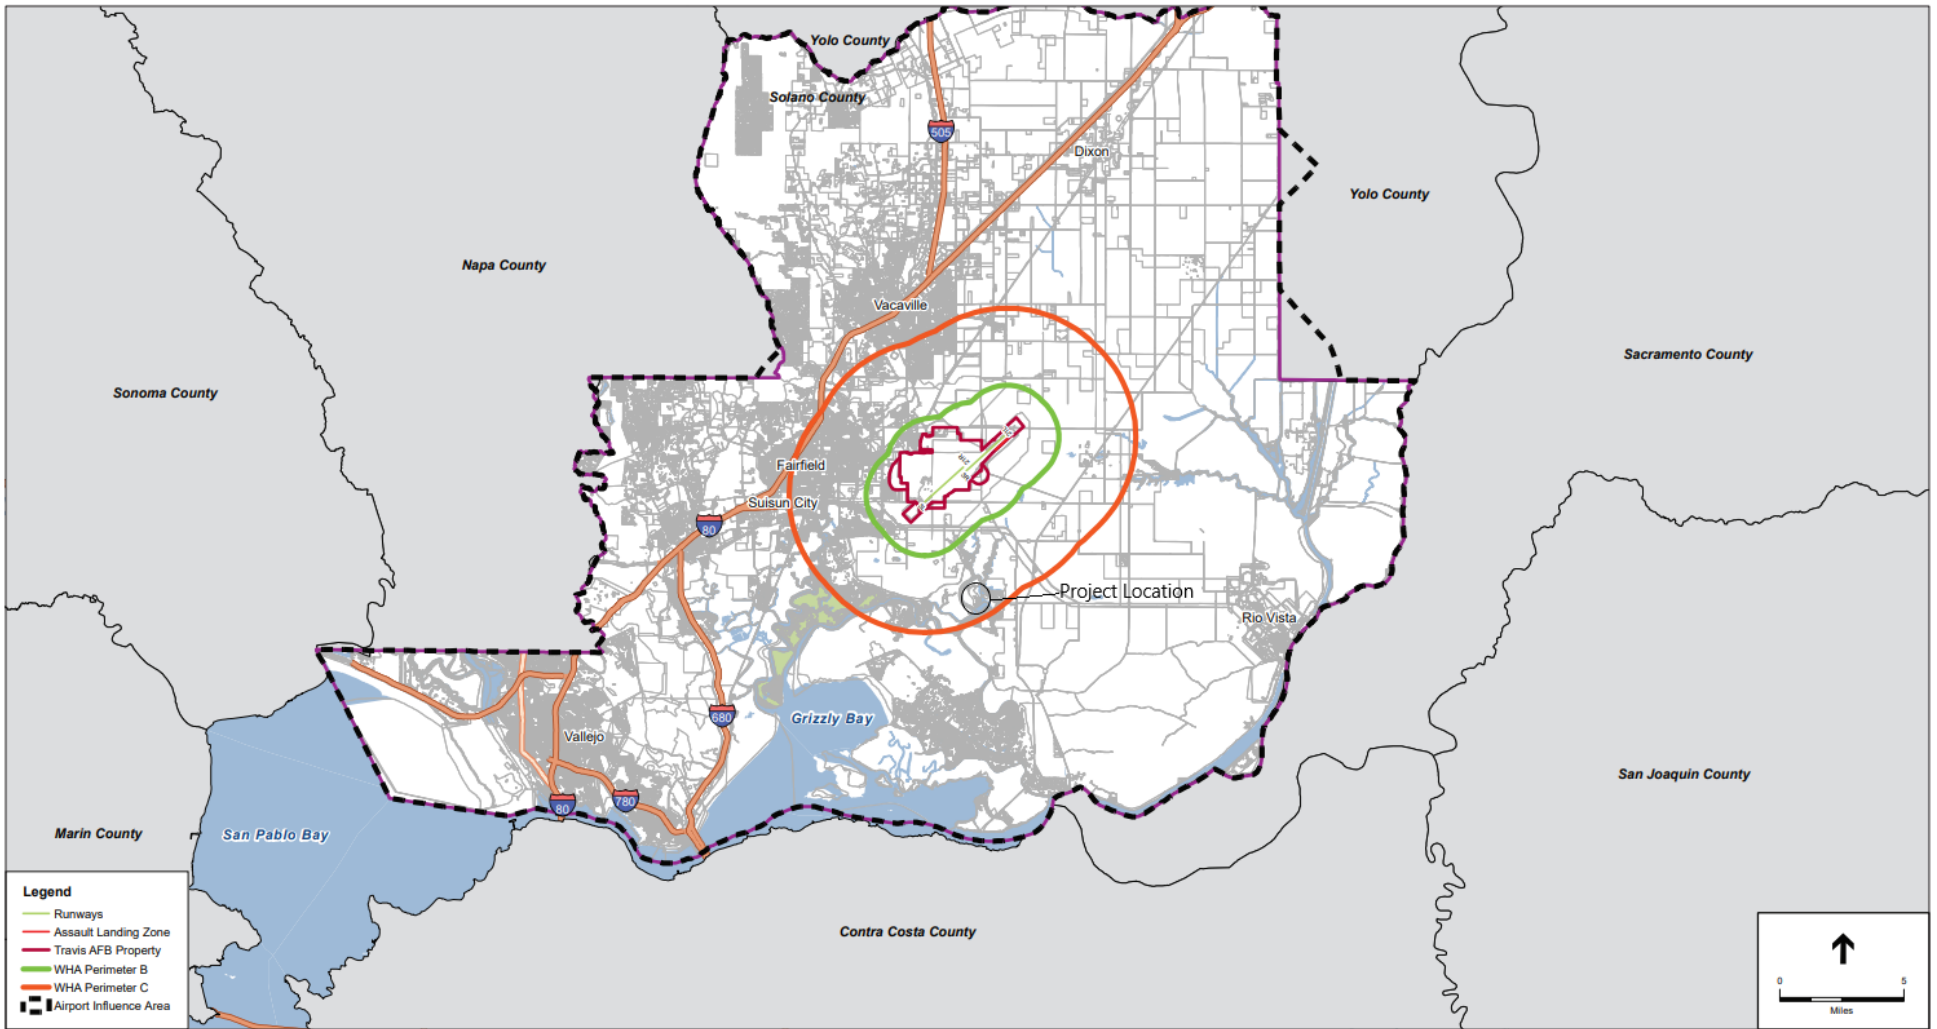 Yolo County
Solano County
505
Dixon
Yolo County
Napa County
Vacaville
Sacramento County
Sonoma County
Fairfield
Suisun City
80
Project Location
Rio Vista
680
Grizzly Bay
Vallejo
San Joaquin County
780
80
Marin County
San Pablo Bay
Contra Costa County
Legend
Runways
Assault Landing Zone
Travis AFB Property
WHA Perimeter B
WHA Perimeter C
Airport Influence Area
0 5
Miles